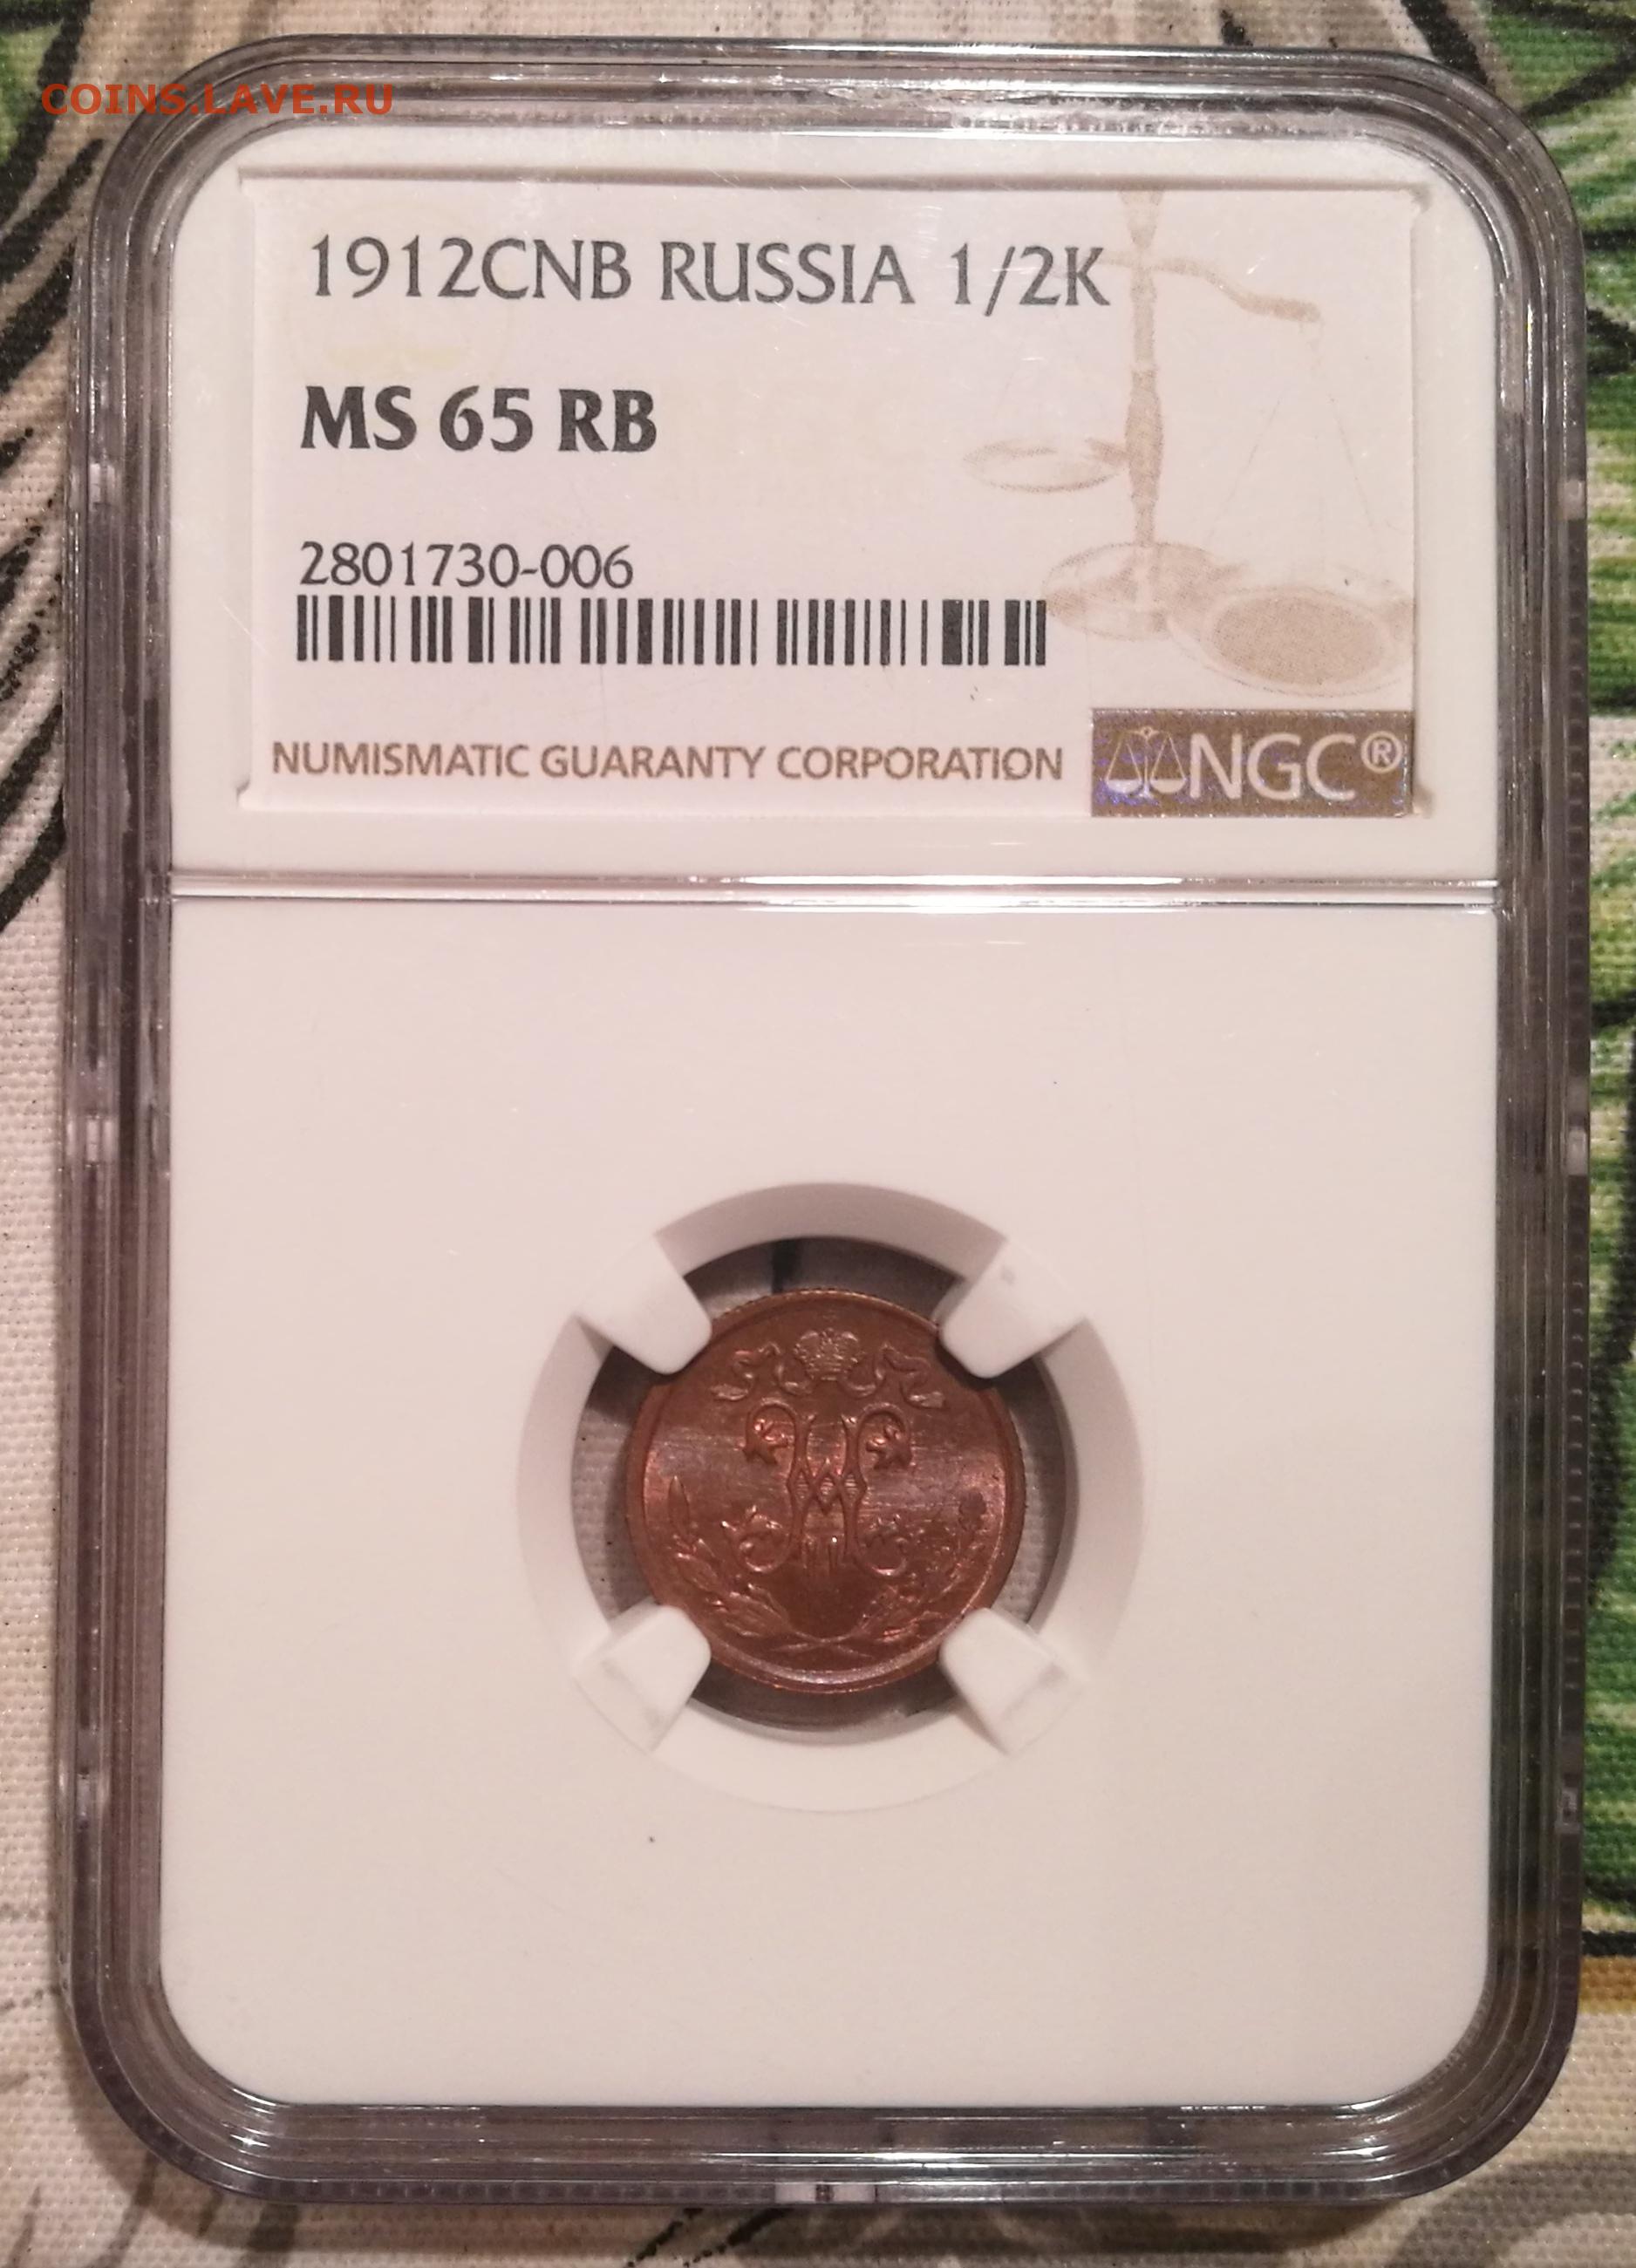 COINS.LAVE.RU
1912CNB RUSSIA 1/2K
MS 65 RB
2801730-006
NUMISMATIC GUARANTY CORPORATION NGC®